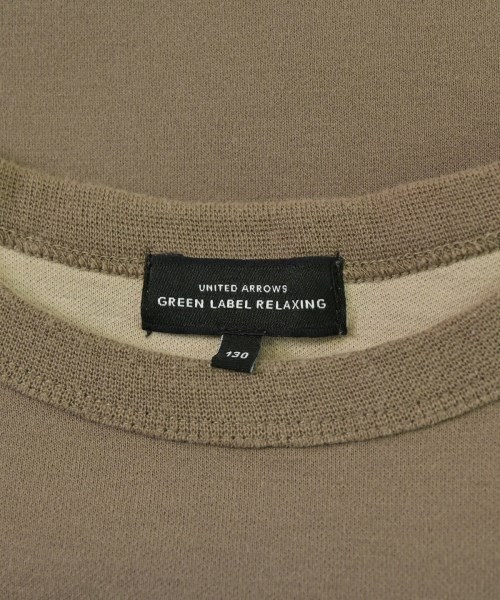 UNITED ARROWS
GREEN LABEL RELAXING
130